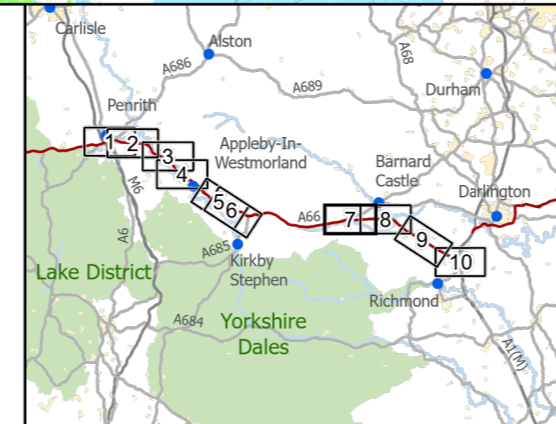 Carlisle
Alston
A686
A689
A68
Durham
Penrith
1
2
3
4
5
6
Appleby-In-
Westmorland
Barnard
Castle
Darlington
M6
A6
A66
7
8
9
10
A685
Kirkby
Stephen
Lake District
Richmond
A684
Yorkshire
Dales
A1(M)